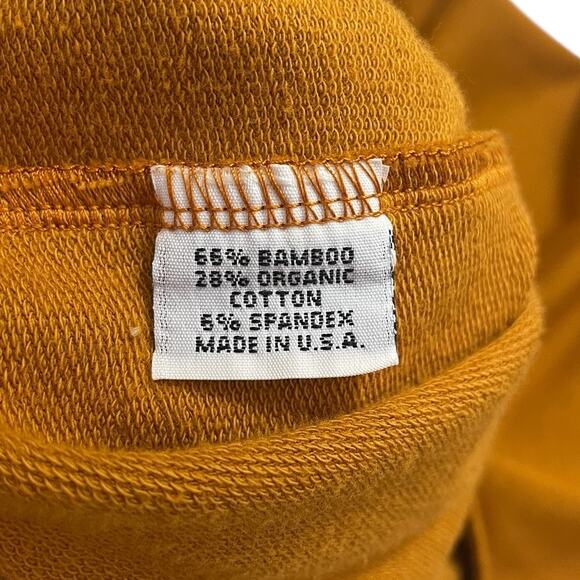 66% BAMBOO
28% ORGANIC
COTTON
6% SPANDEX
MADE IN U.S.A.